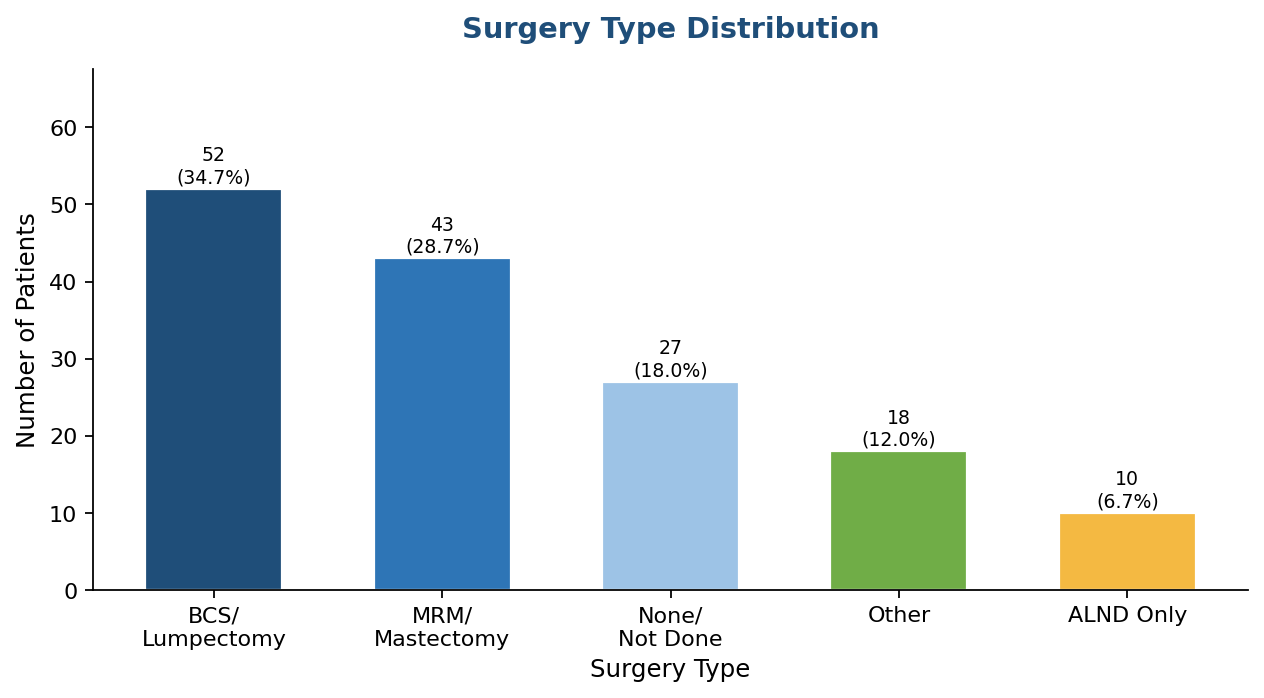 Surgery Type Distribution
Number of Patients
60
50
40
30
20
10
0
52
(34.7%)
43
(28.7%)
27
(18.0%)
18
(12.0%)
10
(6.7%)
BCS/
Lumpectomy
MRM/
Mastectomy
None/
Not Done
Other
ALND Only
Surgery Type